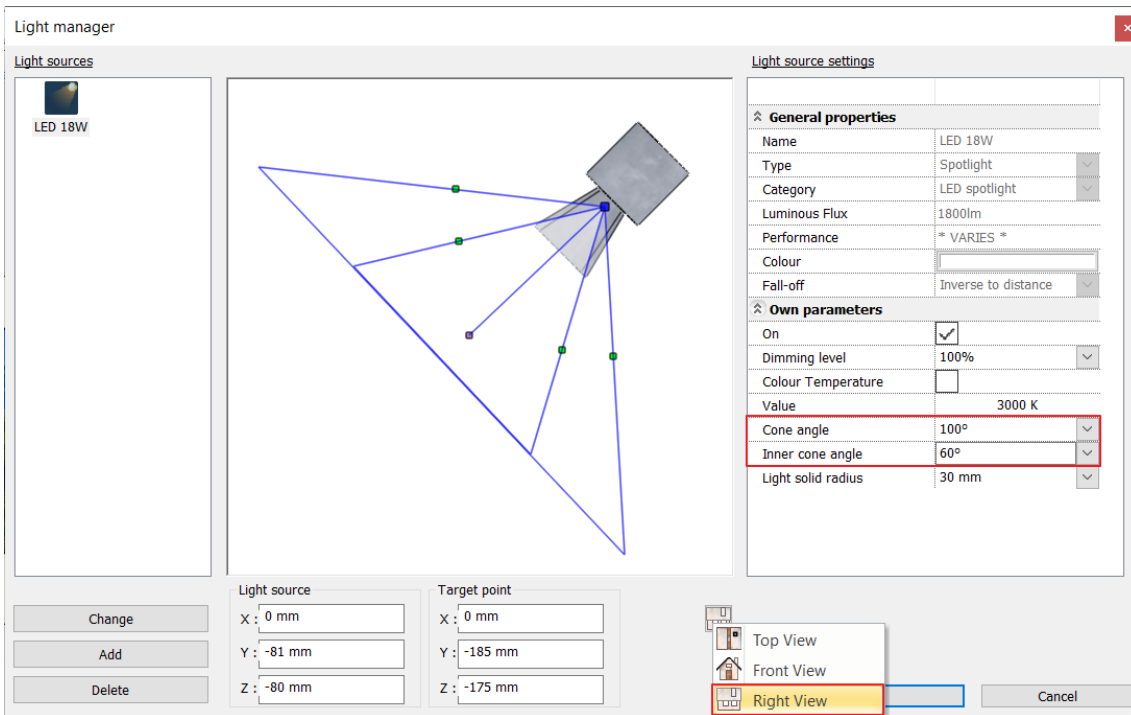 Light manager
Light sources
LED 18W
Light source settings
General properties
Name LED 18W
Type Spotlight
Category LED spotlight
Luminous Flux 1800lm
Performance * VARIES *
Colour
Fall-off Inverse to distance
Own parameters
On
Dimming level 100%
Colour Temperature
Value 3000 K
Cone angle 100º
Inner cone angle 60º
Light solid radius 30 mm
Change
Add
Delete
Light source
X : 0 mm
Y : -81 mm
Z : -80 mm
Target point
X : 0 mm
Y : -185 mm
Z : -175 mm
Top View
Front View
Right View
Cancel